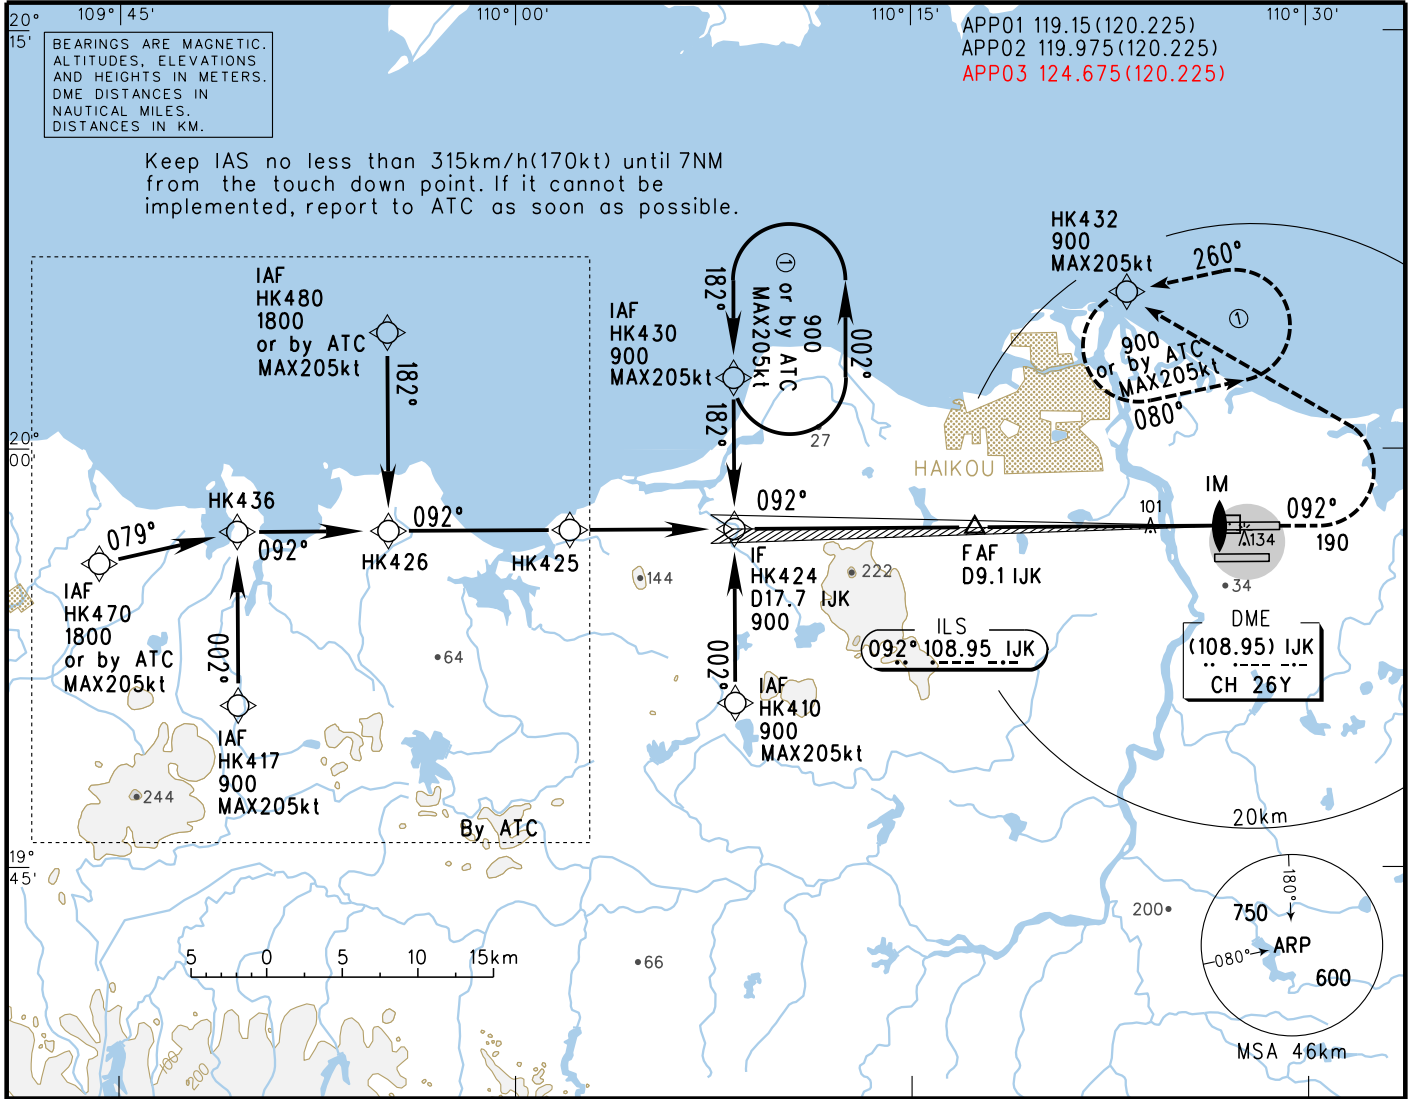 20°
15'
109° 45'
110° 00'
110° 15'
110° 30'
BEARINGS ARE MAGNETIC.
ALTITUDES, ELEVATIONS
AND HEIGHTS IN METERS.
DME DISTANCES IN
NAUTICAL MILES.
DISTANCES IN KM.
APP01 119.15(120.225)
APP02 119.975(120.225)
APP03 124.675(120.225)
Keep IAS no less than 315km/h(170kt) until 7NM
from the touch down point. If it cannot be
implemented, report to ATC as soon as possible.
IAF
HK480
1800
or by ATC
MAX205kt
182°
IAF
HK430
900
MAX205kt
182°
182°
① or by ATC
MAX205kt
900
002°
27
HK432
900
MAX205kt
260°
①
900
or by ATC
MAX205kt
080°
20°
00'
HAIKOU
HK436
079°
092°
HK426
092°
HK425
092°
IF
HK424
D17.7 IJK
900
FAF
D9.1 IJK
101
IM
092°
190
134
34
IAF
HK470
1800
or by ATC
MAX205kt
002°
IAF
HK417
900
MAX205kt
64
144
222
002°
IAF
HK410
900
MAX205kt
ILS
092° 108.95 IJK
·· ·--- -·-
DME
(108.95) IJK
·· ·--- -·-
CH 26Y
244
By ATC
20km
19°
45'
200
66
5 0 5 10 15km
100
200
180°
750
080°
ARP
600
MSA 46km